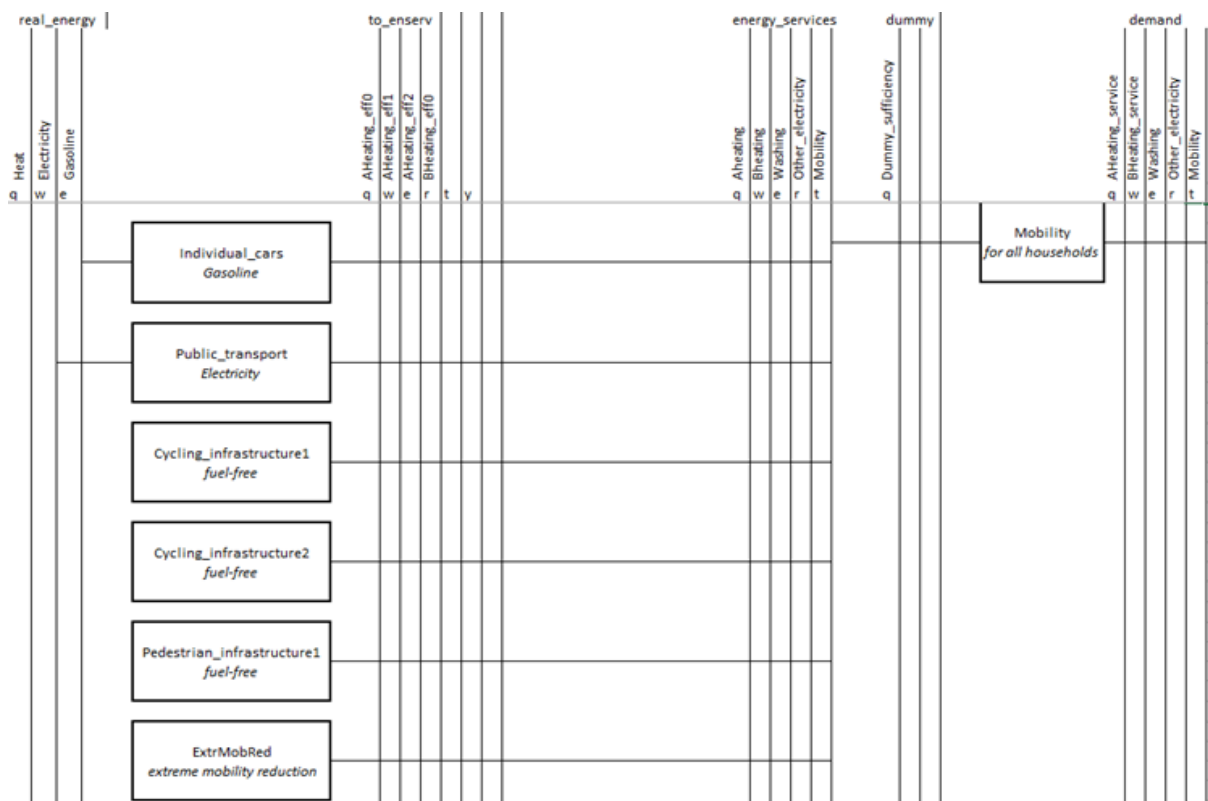 real_energy
to_enserv
energy_services
dummy
demand
Heat
Electricity
Gasoline
AHeating_eff0
AHeating_eff1
AHeating_eff2
BHeating_eff0
Aheating
Bheating
Washing
Other_electricity
Mobility
Dummy_sufficiency
AHeating_service
BHeating_service
Washing
Other_electricity
Mobility
q w e
q w e r t y
q w e r t
q
q w e r t
Individual_cars
Gasoline
Mobility
for all households
Public_transport
Electricity
Cycling_infrastructure1
fuel-free
Cycling_infrastructure2
fuel-free
Pedestrian_infrastructure1
fuel-free
ExtrMobRed
extreme mobility reduction